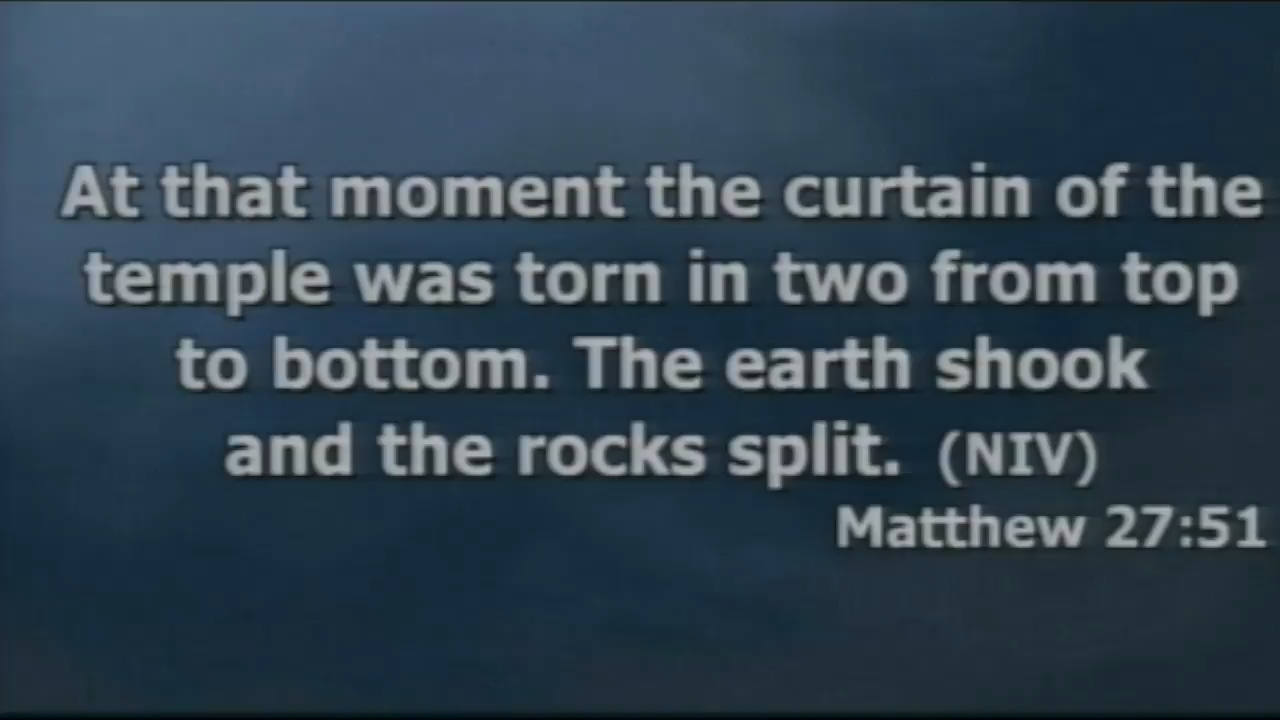 At that moment the curtain of the
temple was torn in two from top
to bottom. The earth shook
and the rocks split. (NIV)
Matthew 27:51